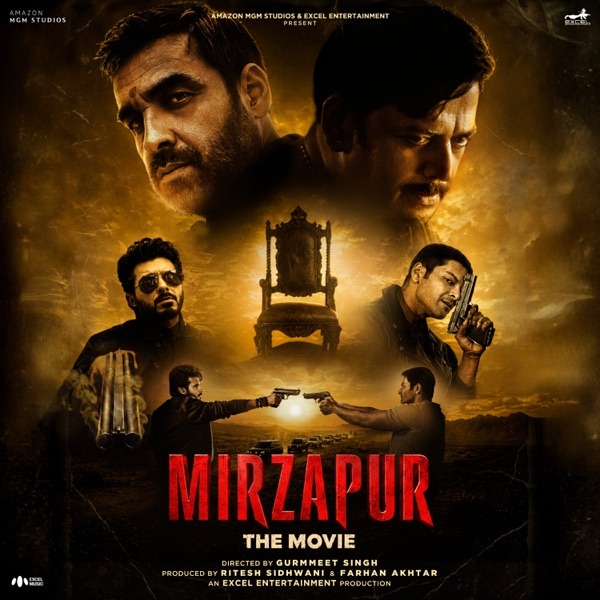 AMAZON
MGM STUDIOS
AMAZON MGM STUDIOS & EXCEL ENTERTAINMENT
PRESENT
EXCEL
MIRZAPUR
THE MOVIE
DIRECTED BY GURMMEET SINGH
PRODUCED BY RITESH SIDHWANI & FARHAN AKHTAR
AN EXCEL ENTERTAINMENT PRODUCTION
EXCEL
MUSIC